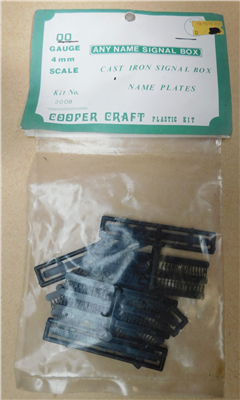 OO
GAUGE
4mm
SCALE
Kit No.
ANY NAME SIGNAL BOX
CAST IRON SIGNAL BOX
NAME PLATES
COOPER CRAFT PLASTIC KIT